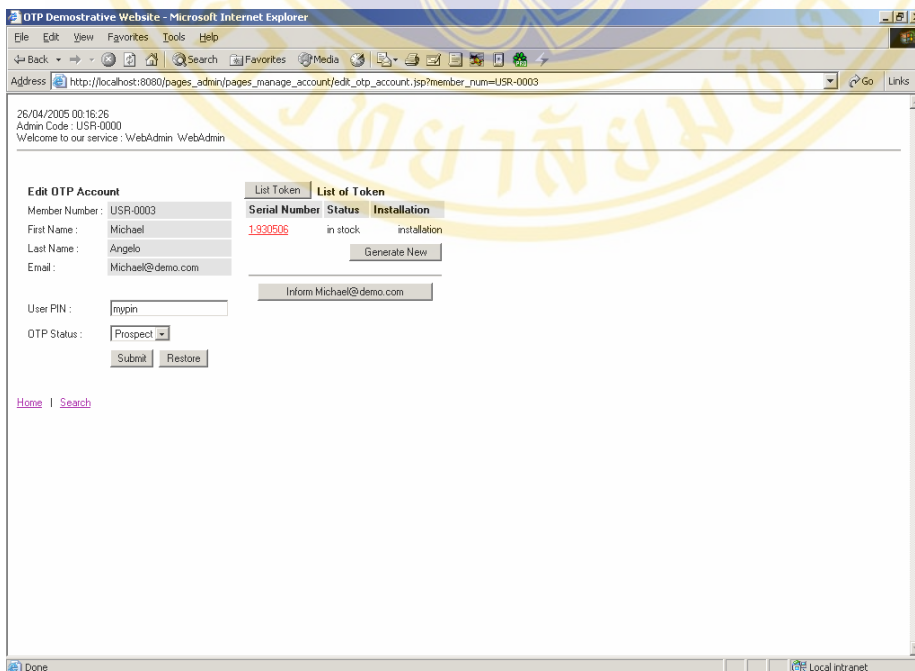 OTP Demostrative Website - Microsoft Internet Explorer
File Edit View Favorites Tools Help
Back Search Favorites Media
Address http://localhost:8080/pages_admin/pages_manage_account/edit_otp_account.jsp?member_num=USR-0003 Go Links
26/04/2005 00:16:26
Admin Code : USR-0000
Welcome to our service : WebAdmin WebAdmin
Edit OTP Account
Member Number : USR-0003
First Name : Michael
Last Name : Angelo
Email : Michael@demo.com
User PIN : mypin
OTP Status : Prospect
Submit Restore
List Token List of Token
Serial Number Status Installation
1-930506 in stock installation
Generate New
Inform Michael@demo.com
Home | Search
Done Local intranet